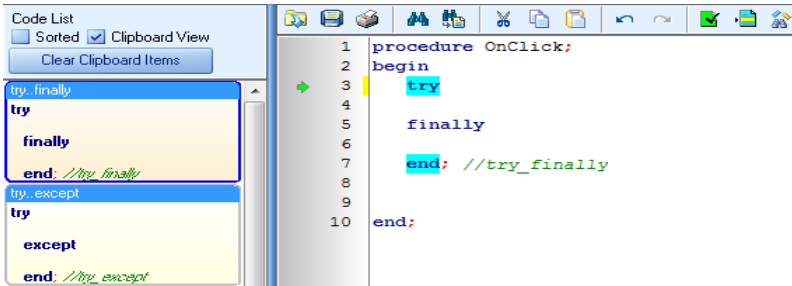 Code List
Sorted Clipboard View
Clear Clipboard Items
try..finally
try
finally
end; //try_finally
try..except
try
except
end; //try_except
1 procedure OnClick;
2 begin
3 try
4
5 finally
6
7 end; //try_finally
8
9
10 end;